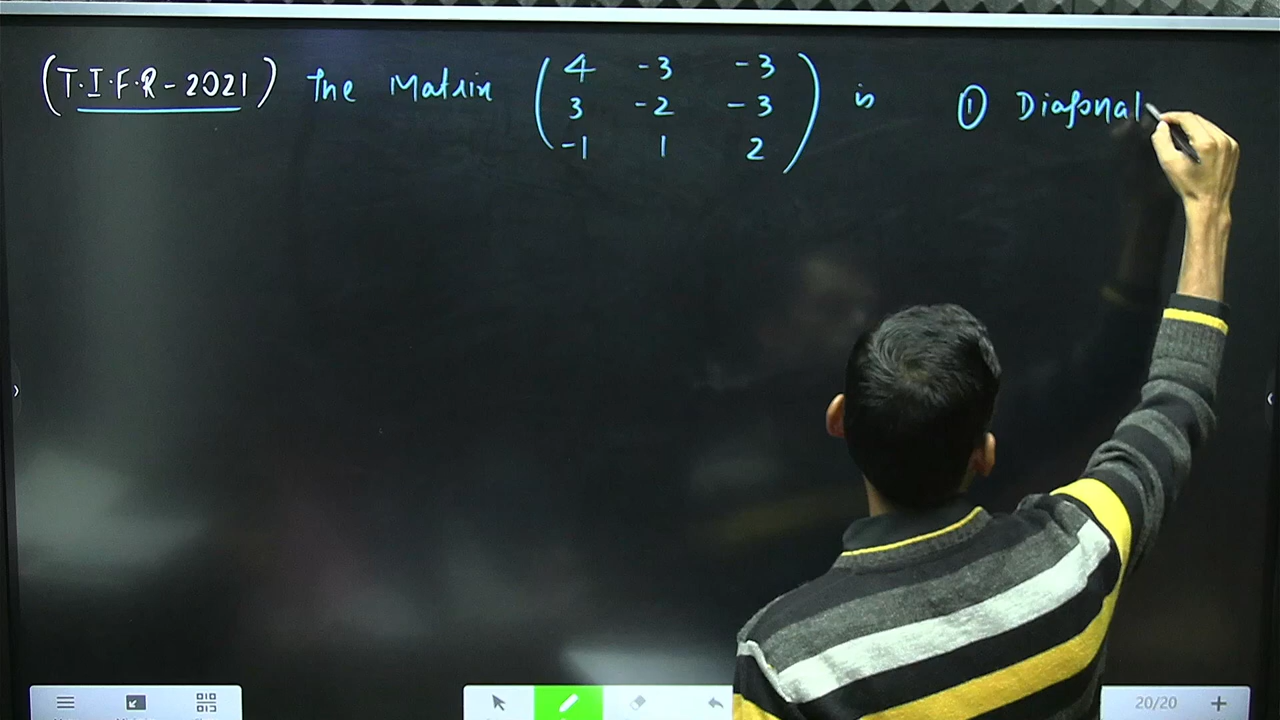 (T.I.F.R-2021) the Matrix ( 4 -3 -3 ) is ① Diagonal
3 -2 -3
-1 1 2
20/20